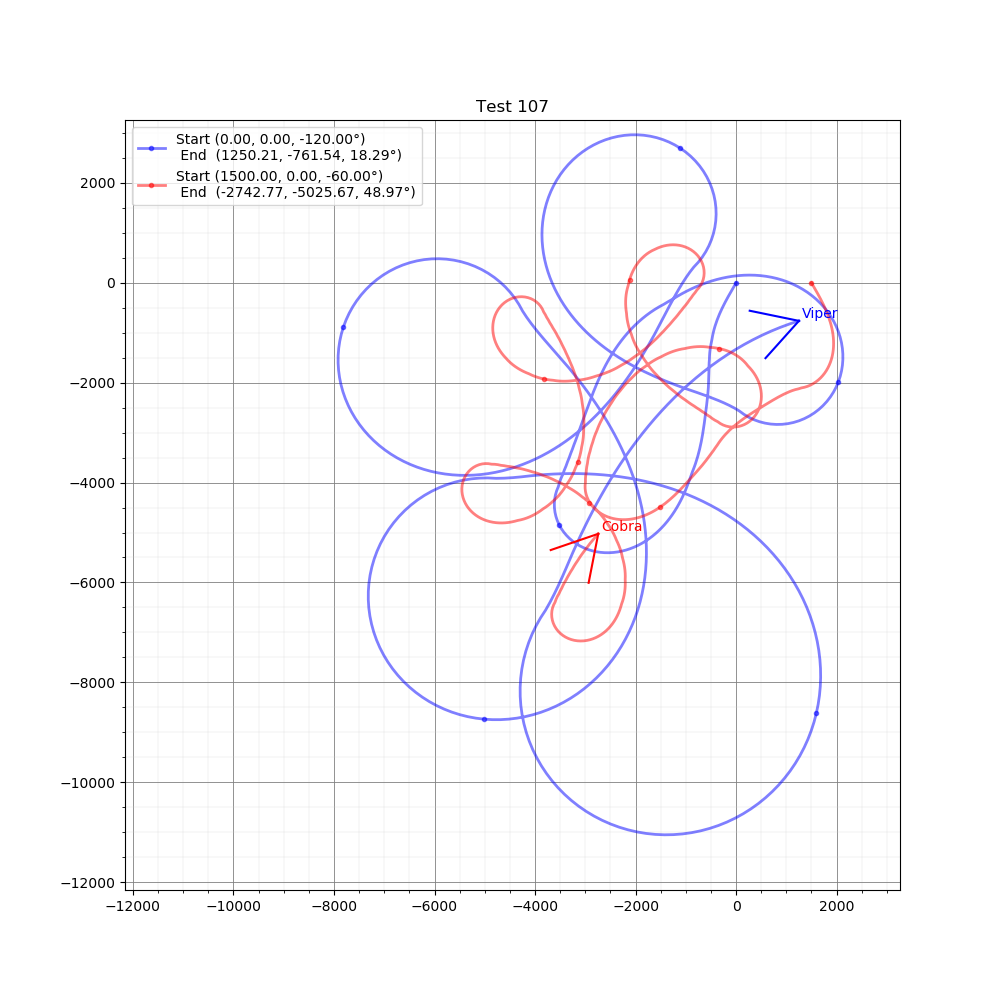 Test 107
Start (0.00, 0.00, -120.00°)
End (1250.21, -761.54, 18.29°)
Start (1500.00, 0.00, -60.00°)
End (-2742.77, -5025.67, 48.97°)
2000
0
−2000
−4000
−6000
−8000
−10000
−12000
Viper
Cobra
−12000 −10000 −8000 −6000 −4000 −2000 0 2000